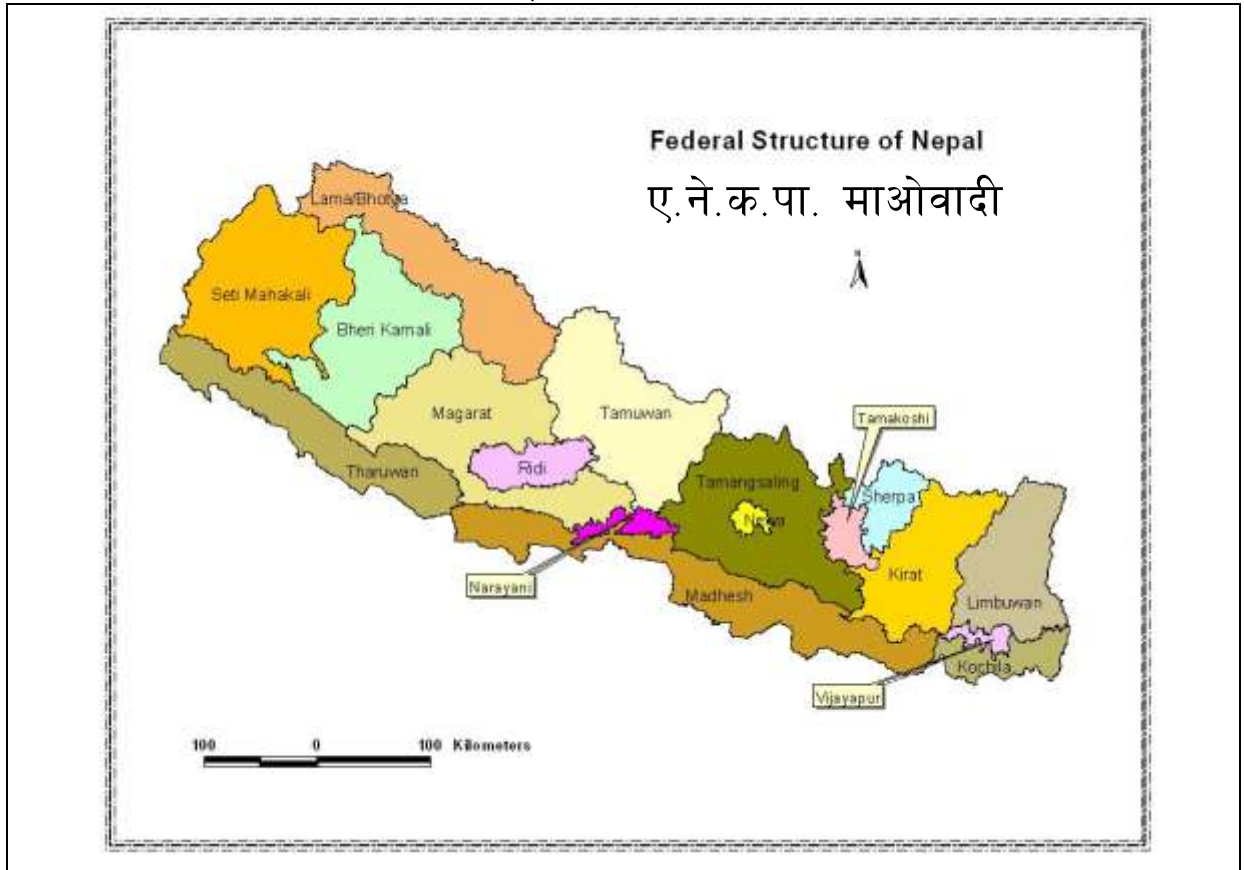 Federal Structure of Nepal
ए.ने.क.पा. माओवादी
N
Lama/Bhotya
Seti Mahakali
Bheri Karnali
Magarat
Tamuwan
Tamakoshi
Ridi
Tharuwan
Tamangsaling
Sherpa
Newa
Narayani
Kirat
Madhesh
Limbuwan
Kochila
Vijayapur
100 0 100 Kilometers